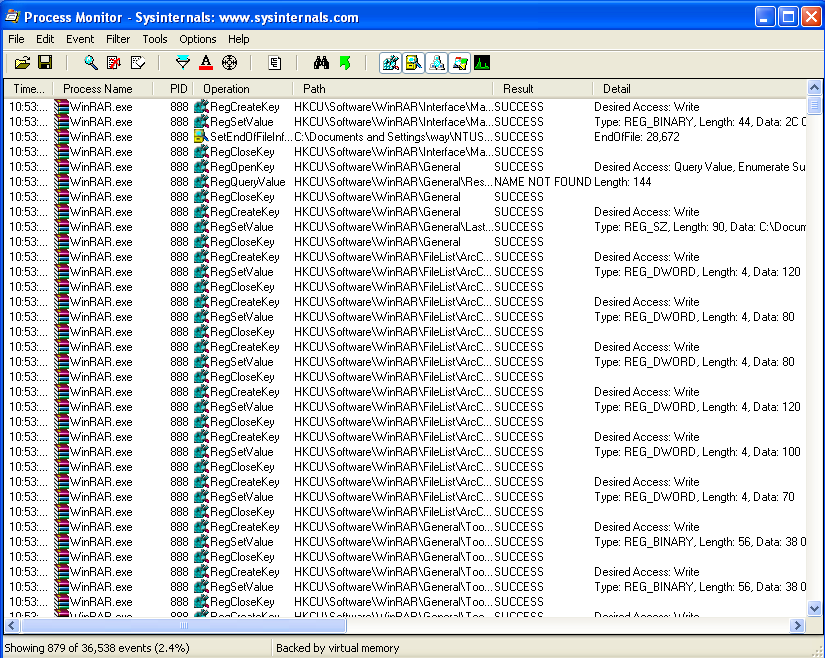 Process Monitor - Sysinternals: www.sysinternals.com
File Edit Event Filter Tools Options Help
Time... Process Name PID Operation Path Result Detail
10:53:... WinRAR.exe 888 RegCreateKey HKCU\Software\WinRAR\Interface\Ma... SUCCESS Desired Access: Write
10:53:... WinRAR.exe 888 RegSetValue HKCU\Software\WinRAR\Interface\Ma... SUCCESS Type: REG_BINARY, Length: 44, Data: 2C 0
10:53:... WinRAR.exe 888 SetEndOfFileInf... C:\Documents and Settings\way\NTUS... SUCCESS EndOfFile: 28,672
10:53:... WinRAR.exe 888 RegCloseKey HKCU\Software\WinRAR\Interface\Ma... SUCCESS
10:53:... WinRAR.exe 888 RegOpenKey HKCU\Software\WinRAR\General SUCCESS Desired Access: Query Value, Enumerate Su
10:53:... WinRAR.exe 888 RegQueryValue HKCU\Software\WinRAR\General\Res... NAME NOT FOUND Length: 144
10:53:... WinRAR.exe 888 RegCloseKey HKCU\Software\WinRAR\General SUCCESS
10:53:... WinRAR.exe 888 RegCreateKey HKCU\Software\WinRAR\General SUCCESS Desired Access: Write
10:53:... WinRAR.exe 888 RegSetValue HKCU\Software\WinRAR\General\Last... SUCCESS Type: REG_SZ, Length: 90, Data: C:\Docum
10:53:... WinRAR.exe 888 RegCloseKey HKCU\Software\WinRAR\General SUCCESS
10:53:... WinRAR.exe 888 RegCreateKey HKCU\Software\WinRAR\FileList\ArcC... SUCCESS Desired Access: Write
10:53:... WinRAR.exe 888 RegSetValue HKCU\Software\WinRAR\FileList\ArcC... SUCCESS Type: REG_DWORD, Length: 4, Data: 120
10:53:... WinRAR.exe 888 RegCloseKey HKCU\Software\WinRAR\FileList\ArcC... SUCCESS
10:53:... WinRAR.exe 888 RegCreateKey HKCU\Software\WinRAR\FileList\ArcC... SUCCESS Desired Access: Write
10:53:... WinRAR.exe 888 RegSetValue HKCU\Software\WinRAR\FileList\ArcC... SUCCESS Type: REG_DWORD, Length: 4, Data: 80
10:53:... WinRAR.exe 888 RegCloseKey HKCU\Software\WinRAR\FileList\ArcC... SUCCESS
10:53:... WinRAR.exe 888 RegCreateKey HKCU\Software\WinRAR\FileList\ArcC... SUCCESS Desired Access: Write
10:53:... WinRAR.exe 888 RegSetValue HKCU\Software\WinRAR\FileList\ArcC... SUCCESS Type: REG_DWORD, Length: 4, Data: 80
10:53:... WinRAR.exe 888 RegCloseKey HKCU\Software\WinRAR\FileList\ArcC... SUCCESS
10:53:... WinRAR.exe 888 RegCreateKey HKCU\Software\WinRAR\FileList\ArcC... SUCCESS Desired Access: Write
10:53:... WinRAR.exe 888 RegSetValue HKCU\Software\WinRAR\FileList\ArcC... SUCCESS Type: REG_DWORD, Length: 4, Data: 120
10:53:... WinRAR.exe 888 RegCloseKey HKCU\Software\WinRAR\FileList\ArcC... SUCCESS
10:53:... WinRAR.exe 888 RegCreateKey HKCU\Software\WinRAR\FileList\ArcC... SUCCESS Desired Access: Write
10:53:... WinRAR.exe 888 RegSetValue HKCU\Software\WinRAR\FileList\ArcC... SUCCESS Type: REG_DWORD, Length: 4, Data: 100
10:53:... WinRAR.exe 888 RegCloseKey HKCU\Software\WinRAR\FileList\ArcC... SUCCESS
10:53:... WinRAR.exe 888 RegCreateKey HKCU\Software\WinRAR\FileList\ArcC... SUCCESS Desired Access: Write
10:53:... WinRAR.exe 888 RegSetValue HKCU\Software\WinRAR\FileList\ArcC... SUCCESS Type: REG_DWORD, Length: 4, Data: 70
10:53:... WinRAR.exe 888 RegCloseKey HKCU\Software\WinRAR\FileList\ArcC... SUCCESS
10:53:... WinRAR.exe 888 RegCreateKey HKCU\Software\WinRAR\General\Too... SUCCESS Desired Access: Write
10:53:... WinRAR.exe 888 RegSetValue HKCU\Software\WinRAR\General\Too... SUCCESS Type: REG_BINARY, Length: 56, Data: 38 0
10:53:... WinRAR.exe 888 RegCloseKey HKCU\Software\WinRAR\General\Too... SUCCESS
10:53:... WinRAR.exe 888 RegCreateKey HKCU\Software\WinRAR\General\Too... SUCCESS Desired Access: Write
10:53:... WinRAR.exe 888 RegSetValue HKCU\Software\WinRAR\General\Too... SUCCESS Type: REG_BINARY, Length: 56, Data: 38 0
10:53:... WinRAR.exe 888 RegCloseKey HKCU\Software\WinRAR\General\Too... SUCCESS
10:53:... WinRAR.exe 888 RegCreateKey HKCU\Software\WinRAR\General\Too... SUCCESS Desired Access: Write
Showing 879 of 36,538 events (2.4%) Backed by virtual memory